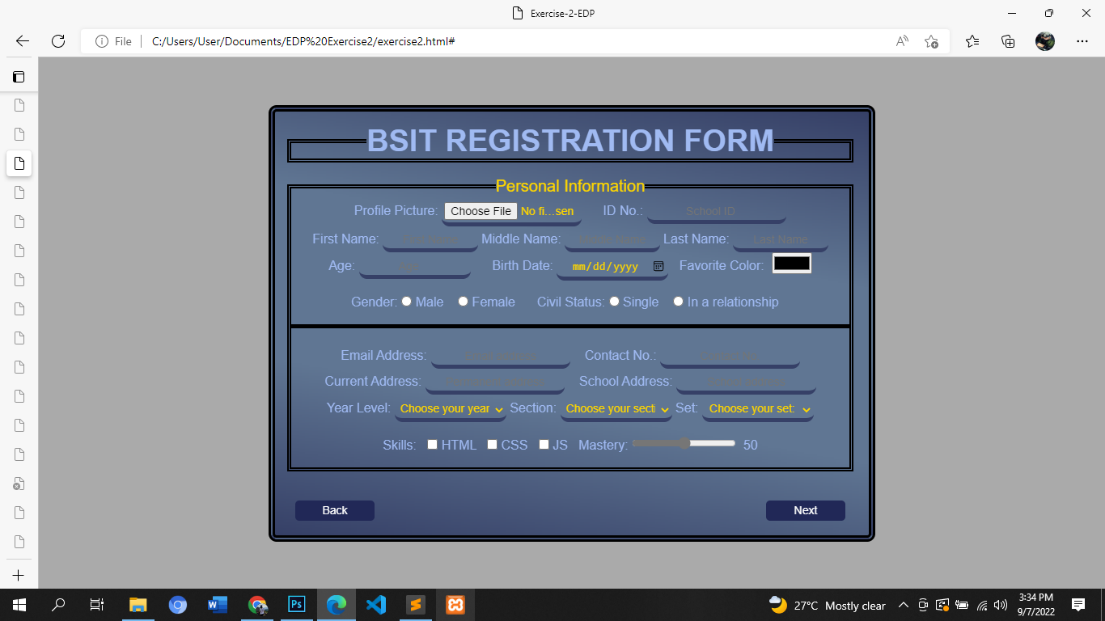 Exercise-2-EDP
File | C:/Users/User/Documents/EDP%20Exercise2/exercise2.html#
BSIT REGISTRATION FORM
Personal Information
Profile Picture: Choose File No fi...sen ID No.: School ID
First Name: Middle Name: Last Name: Last Name
Age: Birth Date: mm/dd/yyyy Favorite Color:
Gender: Male Female Civil Status: Single In a relationship
Email Address: Contact No.:
Current Address: School Address:
Year Level: Choose your year Section: Choose your secti Set: Choose your set:
Skills: HTML CSS JS Mastery: 50
Back Next
27°C Mostly clear
3:34 PM
9/7/2022